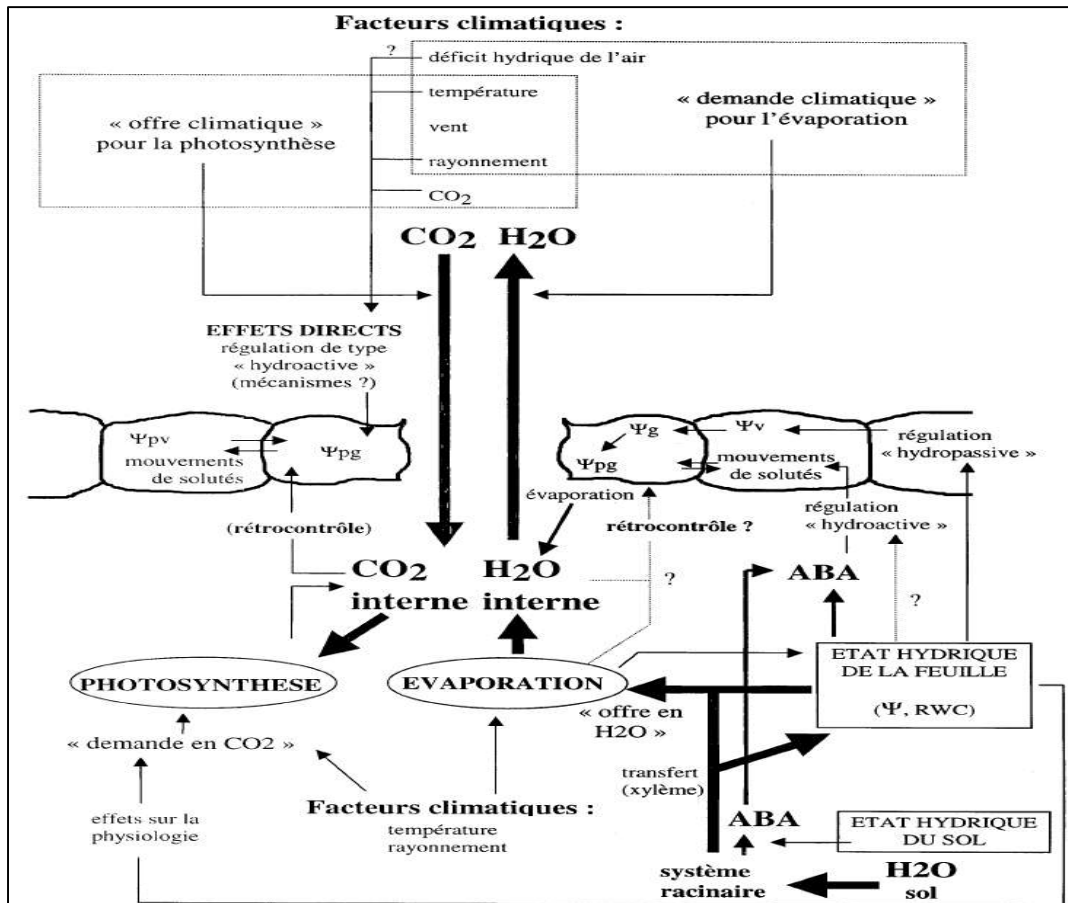 Facteurs climatiques :
?
déficit hydrique de l'air
température
« offre climatique »
pour la photosynthèse
vent
« demande climatique »
pour l'évaporation
rayonnement
CO2
CO2 H2O
EFFETS DIRECTS
régulation de type
« hydroactive »
(mécanismes ?)
Ψpv
mouvements
de solutés
Ψpg
Ψg
Ψpg
Ψv
mouvements
de solutés
régulation
« hydropassive »
évaporation
régulation
« hydroactive »
(rétrocontrôle)
rétrocontrôle ?
CO2 H2O
interne interne
?
ABA
?
PHOTOSYNTHESE
EVAPORATION
ETAT HYDRIQUE
DE LA FEUILLE
(Ψ, RWC)
« offre en
H2O »
« demande en CO2 »
transfert
(xylème)
effets sur la
physiologie
Facteurs climatiques :
température
rayonnement
ABA
ETAT HYDRIQUE
DU SOL
système
racinaire
H2O
sol